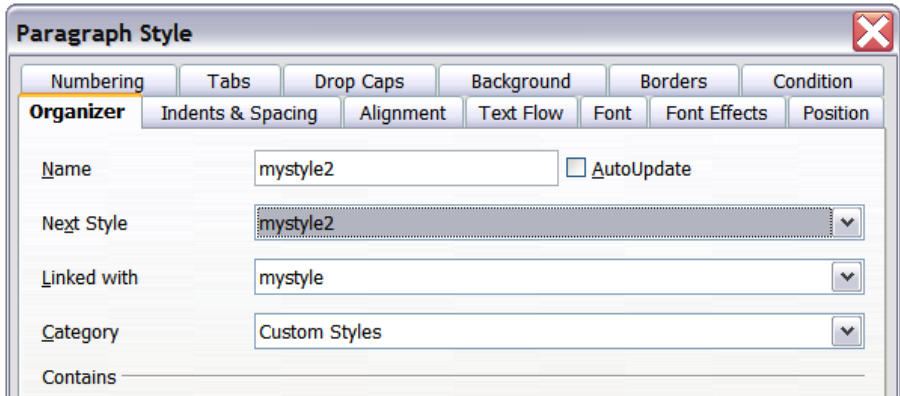 Paragraph Style
Numbering Tabs Drop Caps Background Borders Condition
Organizer Indents & Spacing Alignment Text Flow Font Font Effects Position
Name mystyle2 AutoUpdate
Next Style mystyle2
Linked with mystyle
Category Custom Styles
Contains